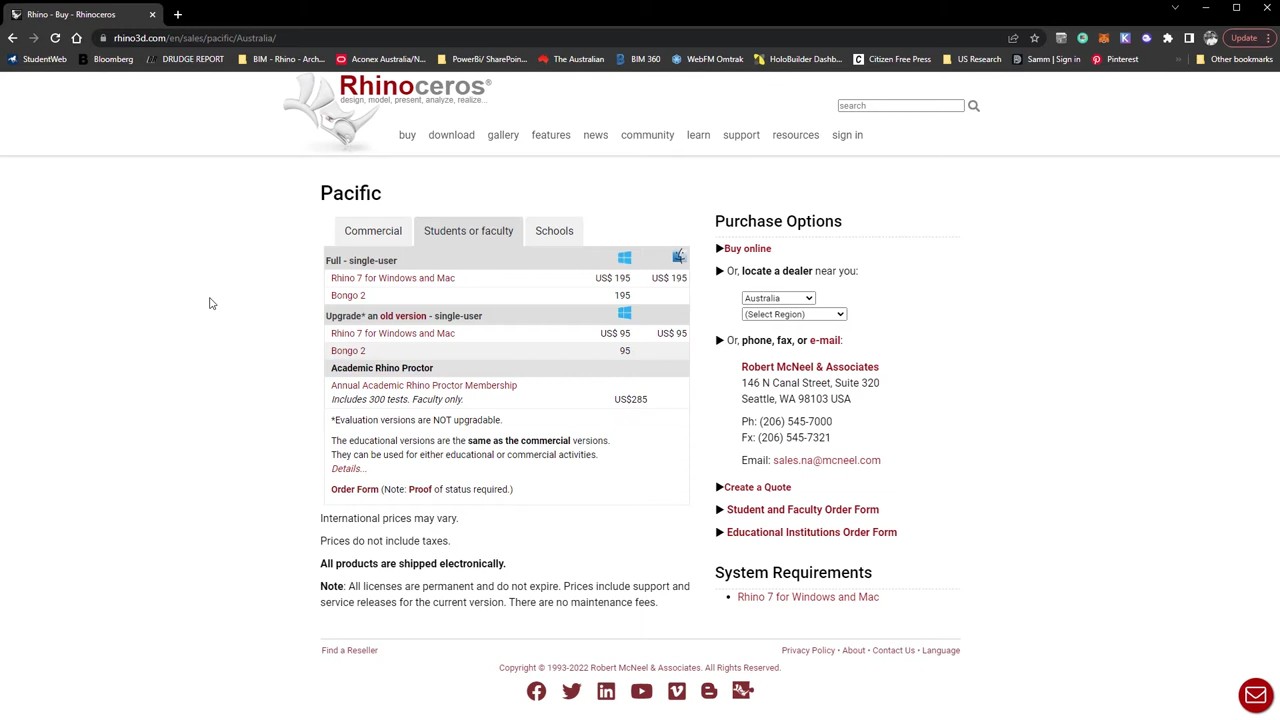 Rhino - Buy - Rhinoceros
rhino3d.com/en/sales/pacific/Australia/
Update
StudentWeb
Bloomberg
DRUDGE REPORT
BIM - Rhino - Arch...
Aconex Australia/N...
PowerBi/ SharePoin...
The Australian
BIM 360
WebFM Omtrak
HoloBuilder Dashb...
Citizen Free Press
US Research
Samm | Sign in
Pinterest
Other bookmarks
Rhinoceros®
design, model, present, analyze, realize...
search
buy download gallery features news community learn support resources sign in
Pacific
Commercial Students or faculty Schools
Full - single-user
Rhino 7 for Windows and Mac US$ 195 US$ 195
Bongo 2 195
Upgrade* an old version - single-user
Rhino 7 for Windows and Mac US$ 95 US$ 95
Bongo 2 95
Academic Rhino Proctor
Annual Academic Rhino Proctor Membership
Includes 300 tests. Faculty only. US$285
*Evaluation versions are NOT upgradable.
The educational versions are the same as the commercial versions.
They can be used for either educational or commercial activities.
Details...
Order Form (Note: Proof of status required.)
International prices may vary.
Prices do not include taxes.
All products are shipped electronically.
Note: All licenses are permanent and do not expire. Prices include support and
service releases for the current version. There are no maintenance fees.
Purchase Options
Buy online
Or, locate a dealer near you:
Australia
(Select Region)
Or, phone, fax, or e-mail:
Robert McNeel & Associates
146 N Canal Street, Suite 320
Seattle, WA 98103 USA
Ph: (206) 545-7000
Fx: (206) 545-7321
Email: sales.na@mcneel.com
Create a Quote
Student and Faculty Order Form
Educational Institutions Order Form
System Requirements
Rhino 7 for Windows and Mac
Find a Reseller
Privacy Policy • About • Contact Us • Language
Copyright © 1993-2022 Robert McNeel & Associates. All Rights Reserved.